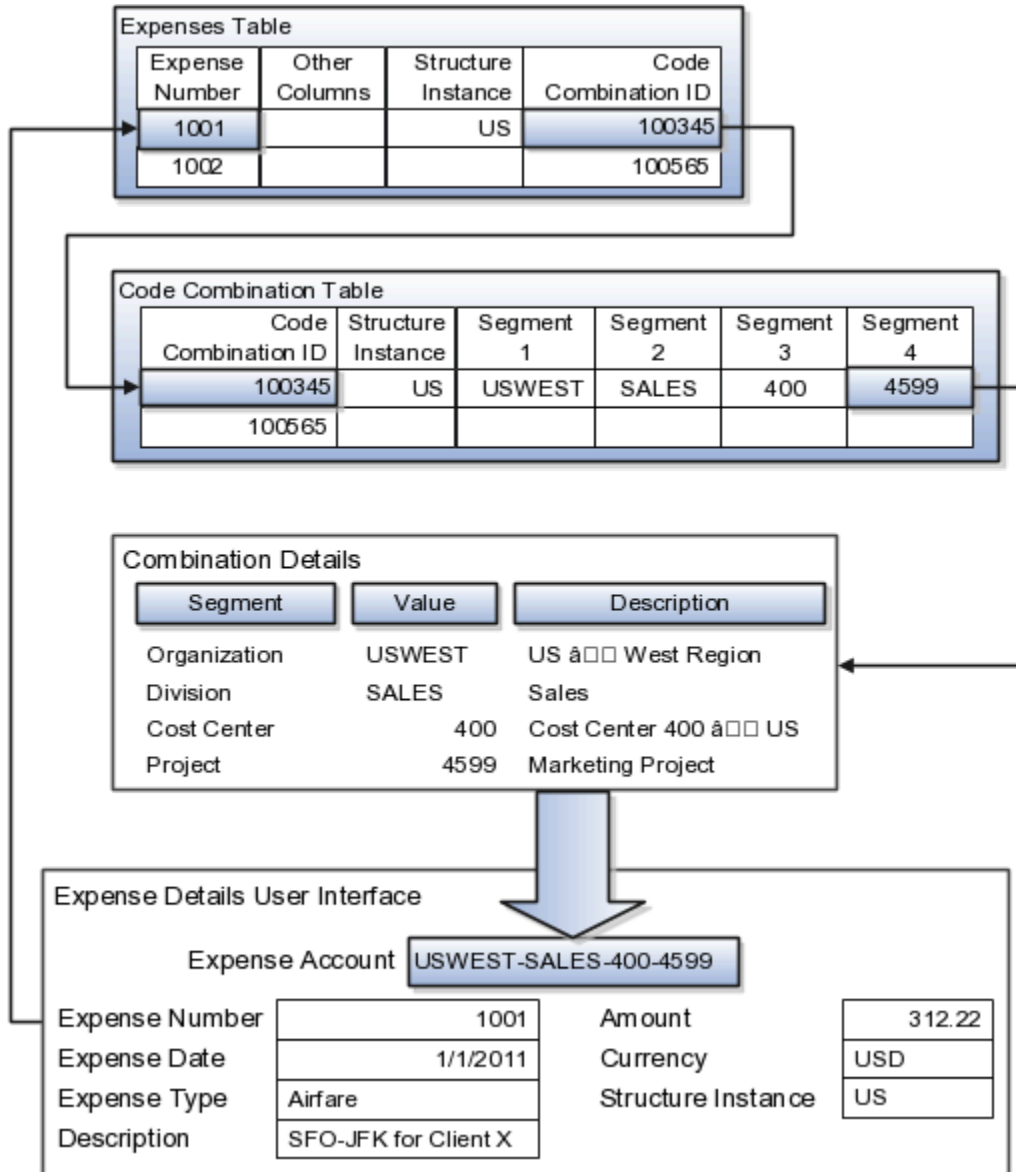 Expenses Table
Expense Number Other Columns Structure Instance Code Combination ID
1001 US 100345
1002 100565
Code Combination Table
Code Combination ID Structure Instance Segment 1 Segment 2 Segment 3 Segment 4
100345 US USWEST SALES 400 4599
100565
Combination Details
Segment Value Description
Organization USWEST US â□□ West Region
Division SALES Sales
Cost Center 400 Cost Center 400 â□□ US
Project 4599 Marketing Project
Expense Details User Interface
Expense Account USWEST-SALES-400-4599
Expense Number 1001 Amount 312.22
Expense Date 1/1/2011 Currency USD
Expense Type Airfare Structure Instance US
Description SFO-JFK for Client X